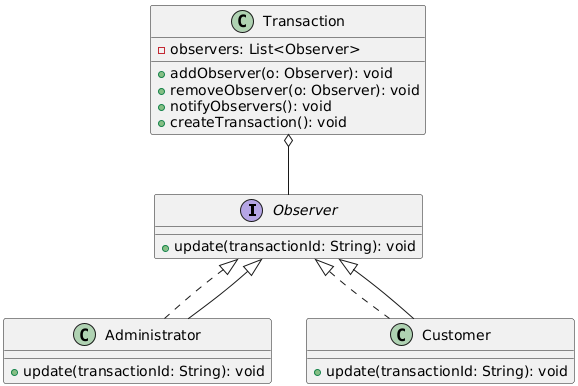 C Transaction
observers: List<Observer>
addObserver(o: Observer): void
removeObserver(o: Observer): void
notifyObservers(): void
createTransaction(): void
I Observer
update(transactionId: String): void
C Administrator
update(transactionId: String): void
C Customer
update(transactionId: String): void